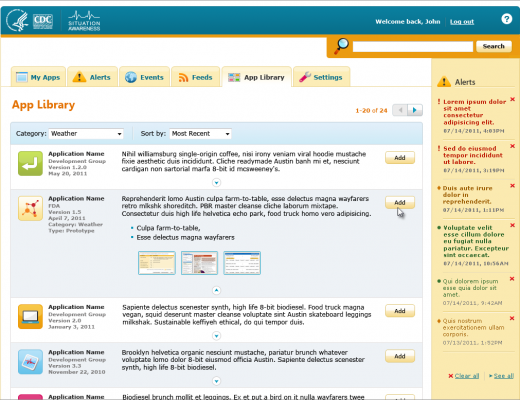 CDC
SITUATION
AWARENESS
Welcome back, John
Log out
?
Search
My Apps
Alerts
Events
Feeds
App Library
Settings
App Library
1-20 of 24
Category:
Weather
Sort by:
Most Recent
Application Name
Development Group
Version 1.2.0
May 20, 2011
Nihil williamsburg single-origin coffee, nisi irony veniam viral hoodie mustache
fixie aesthetic duis incididunt. Cliche readymade Austin banh mi et, nesciunt
cardigan non sartorial marfa 8-bit id mcsweeney's.
Add
Application Name
FDA
Version 1.5
April 7, 2011
Category: Weather
Type: Prototype
Reprehenderit lomo Austin culpa farm-to-table, esse delectus magna wayfarers
retro mlkshk shoreditch. PBR master cleanse cliche laborum mixtape.
Consectetur duis high life helvetica echo park, food truck homo vero adipisicing.
• Culpa farm-to-table,
• Esse delectus magna wayfarers
Add
Application Name
Development Group
Version 2.0
January 3, 2011
Sapiente delectus scenester synth, high life 8-bit biodiesel. Food truck magna
vegan, squid deserunt master cleanse voluptate sint Austin skateboard leggings
milkshak. Sustainable keffiyeh ethical, do qui tempor duis.
Add
Application Name
Development Group
Version 3.3
November 22, 2010
Brooklyn helvetica organic nesciunt mustache, pariatur brunch whatever
voluptate lomo dolor 8-bit eiusmod officia Austin. Sapiente delectus scenester
synth, high life 8-bit biodiesel.
Add
Application Name
Development Group
Biodiesel brunch mollit et leggings. Ex et put a bird on it nulla wayfarers twee
Add
Alerts
Lorem ipsum dolor
sit amet
consectetur
adipisicing elit.
07/14/2011, 4:03PM
Sed do eiusmod
tempor incididunt
ut labore.
07/14/2011, 3:19PM
Duis aute irure
dolor in
reprehenderit.
07/14/2011, 1:11PM
Voluptate velit
esse cillum dolore
eu fugiat nulla
pariatur. Excepteur
sint occaecat.
07/14/2011, 10:56AM
Qui dolorem ipsum
esse quia dolor sit
amet.
07/14/2011, 9:42AM
Quis nostrum
exercitationem ullam
corporis.
07/13/2011, 1:52PM
Clear all
See all